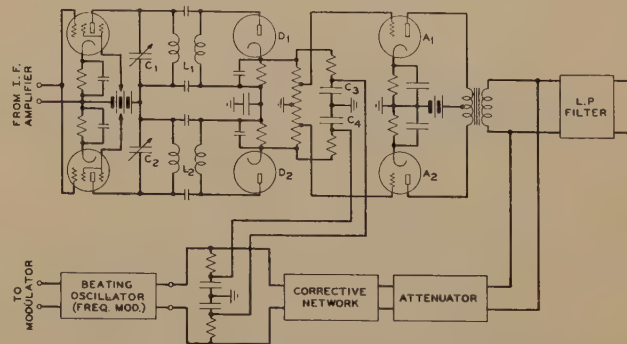 FROM I.F.
AMPLIFIER
C1
L1
D1
C2
L2
D2
C3
C4
A1
A2
L.P
FILTER
TO
MODULATOR
BEATING
OSCILLATOR
(FREQ. MOD.)
CORRECTIVE
NETWORK
ATTENUATOR